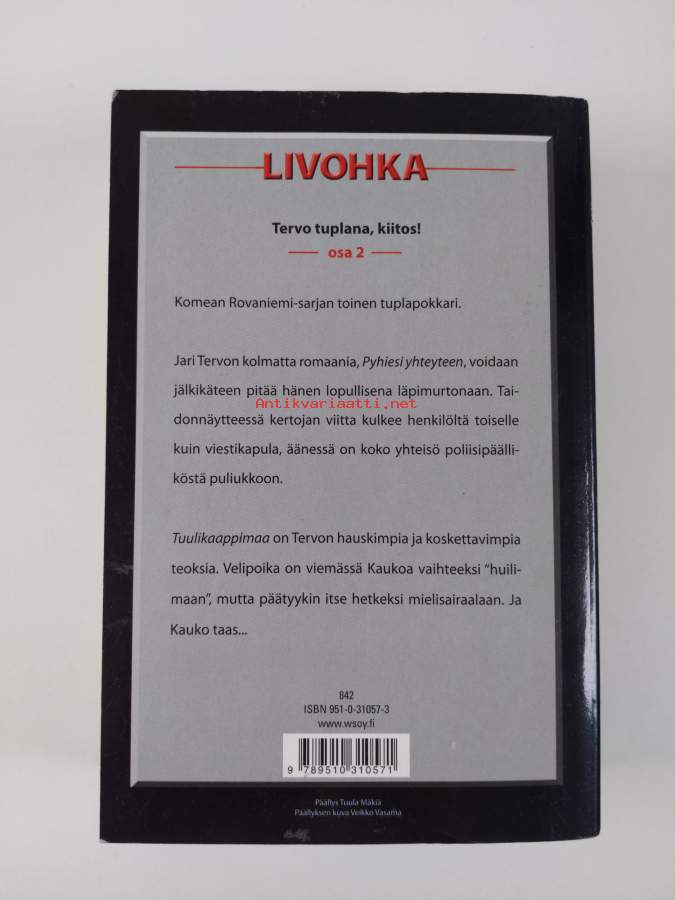 LIVOHKA
Tervo tuplana, kiitos!
osa 2
Komean Rovaniemi-sarjan toinen tuplapokkari.
Jari Tervon kolmatta romaania, Pyhiesi yhteyteen, voidaan
jälkikäteen pitää hänen lopullisena läpimurtonaan. Tai-
Antikvariaatti.net
donnäytteessä kertojan viitta kulkee henkilöltä toiselle
kuin viestikapula, äänessä on koko yhteisö poliisipäälli-
köstä puliukkoon.
Tuulikaappimaa on Tervon hauskimpia ja koskettavimpia
teoksia. Velipoika on viemässä Kaukoa vaihteeksi ”huili-
maan”, mutta päätyykin itse hetkeksi mielisairaalaan. Ja
Kauko taas...
842
ISBN 951-0-31057-3
www.wsoy.fi
9 789510 310571
Päällys Tuula Mäkiä
Päällyksen kuva Veikko Vasama